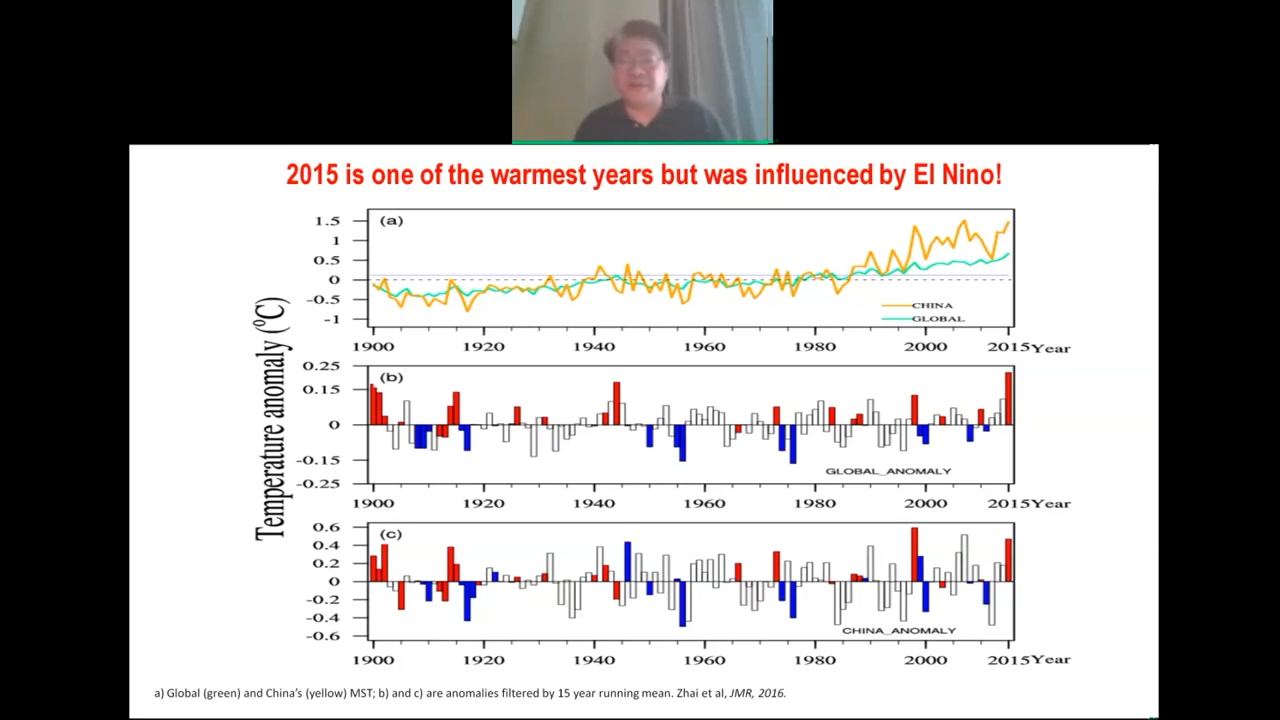 2015 is one of the warmest years but was influenced by El Nino!
Temperature anomaly (°C)
(a)
1.5
1
0.5
0
-0.5
-1
CHINA
GLOBAL
1900 1920 1940 1960 1980 2000 2015 Year
(b)
0.25
0.15
0
-0.15
-0.25
GLOBAL_ANOMALY
1900 1920 1940 1960 1980 2000 2015 Year
(c)
0.6
0.4
0.2
0
-0.2
-0.4
-0.6
CHINA_ANOMALY
1900 1920 1940 1960 1980 2000 2015 Year
a) Global (green) and China's (yellow) MST; b) and c) are anomalies filtered by 15 year running mean. Zhai et al, JMR, 2016.